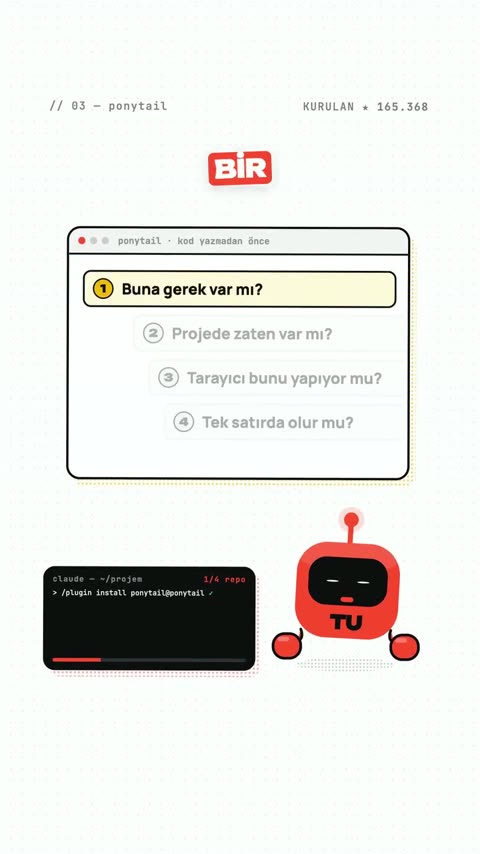 // 03 — ponytail
KURULAN ★ 165.368
BİR
ponytail · kod yazmadan önce
1 Buna gerek var mı?
2 Projede zaten var mı?
3 Tarayıcı bunu yapıyor mu?
4 Tek satırda olur mu?
claude — ~/projem
1/4 repo
> /plugin install ponytail@ponytail ✓
TU